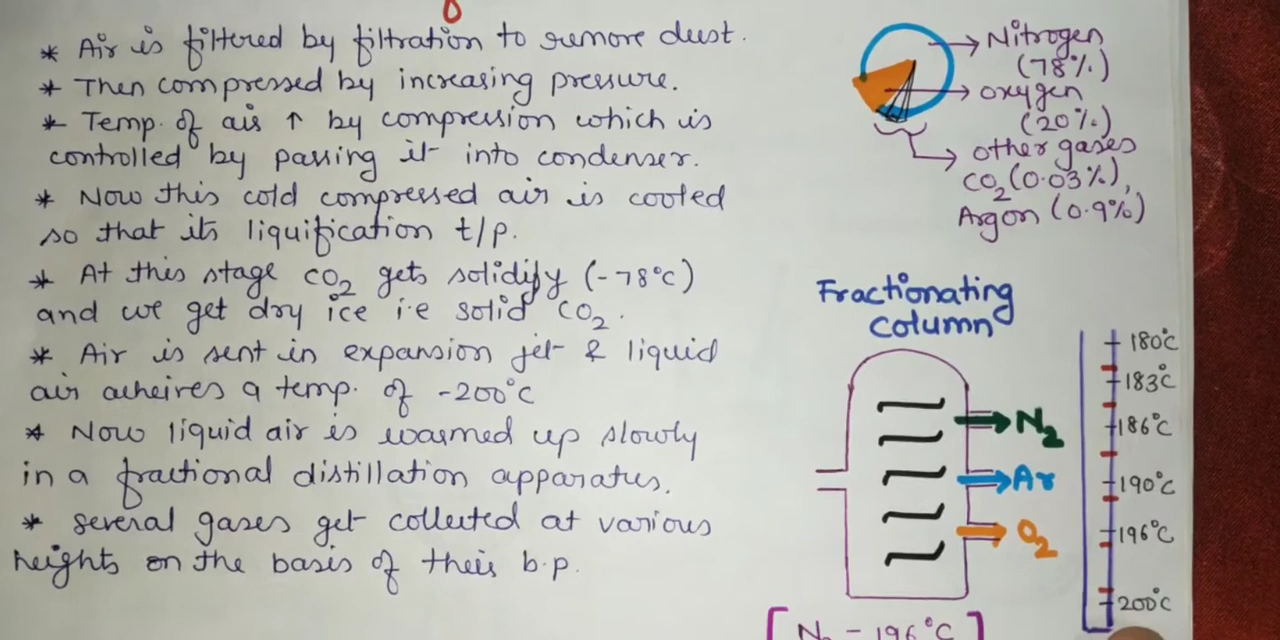 * Air is filtered by filtration to remove dust.
* Then compressed by increasing pressure.
* Temp. of air ↑ by compression which is
controlled by passing it into condenser.
* Now this cold compressed air is cooled
so that its liquification t/p.
* At this stage CO2 gets solidify (-78°C)
and we get dry ice i.e solid CO2.
* Air is sent in expansion jet & liquid
air acheives a temp. of -200°C
* Now liquid air is warmed up slowly
in a fractional distillation apparatus.
* Several gases get collected at various
heights on the basis of their b.p.
Nitrogen
(78%)
oxygen
(20%)
other gases
CO2 (0.03%),
Argon (0.9%)
Fractionating
column
N2
Ar
O2
180°C
183°C
186°C
190°C
196°C
200°C
[N2 - 196°C]